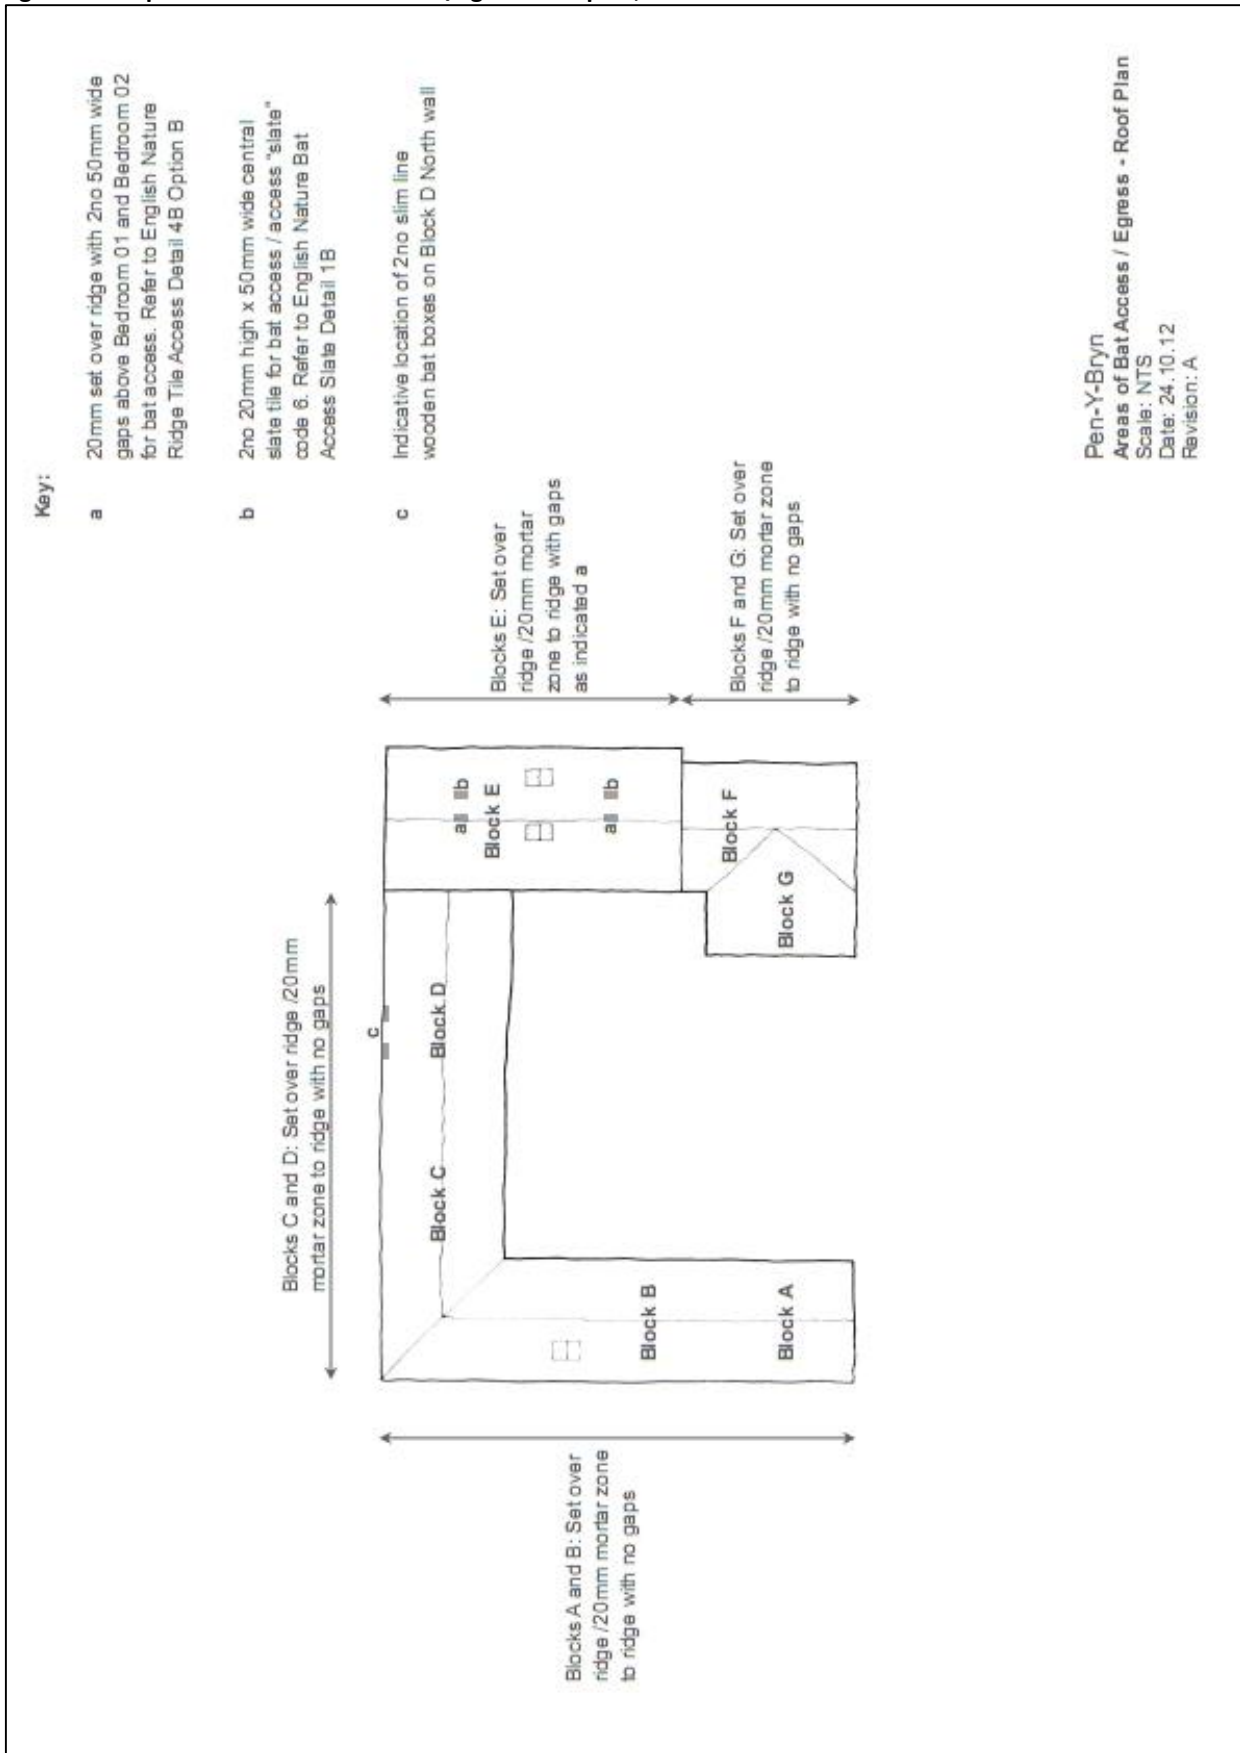 Key:
a
20mm set over ridge with 2no 50mm wide
gaps above Bedroom 01 and Bedroom 02
for bat access. Refer to English Nature
Ridge Tile Access Detail 4B Option B
b
2no 20mm high x 50mm wide central
slate tile for bat access / access "slate"
code 6. Refer to English Nature Bat
Access Slate Detail 1B
c
Indicative location of 2no slim line
wooden bat boxes on Block D North wall
Blocks C and D: Set over ridge /20mm
mortar zone to ridge with no gaps
Blocks A and B: Set over
ridge /20mm mortar zone
to ridge with no gaps
Blocks E: Set over
ridge /20mm mortar
zone to ridge with gaps
as indicated a
Blocks F and G: Set over
ridge /20mm mortar zone
to ridge with no gaps
c
Block C
Block D
a b
Block E
a b
Block B
Block A
Block F
Block G
Pen-Y-Bryn
Areas of Bat Access / Egress - Roof Plan
Scale: NTS
Date: 24.10.12
Revision: A